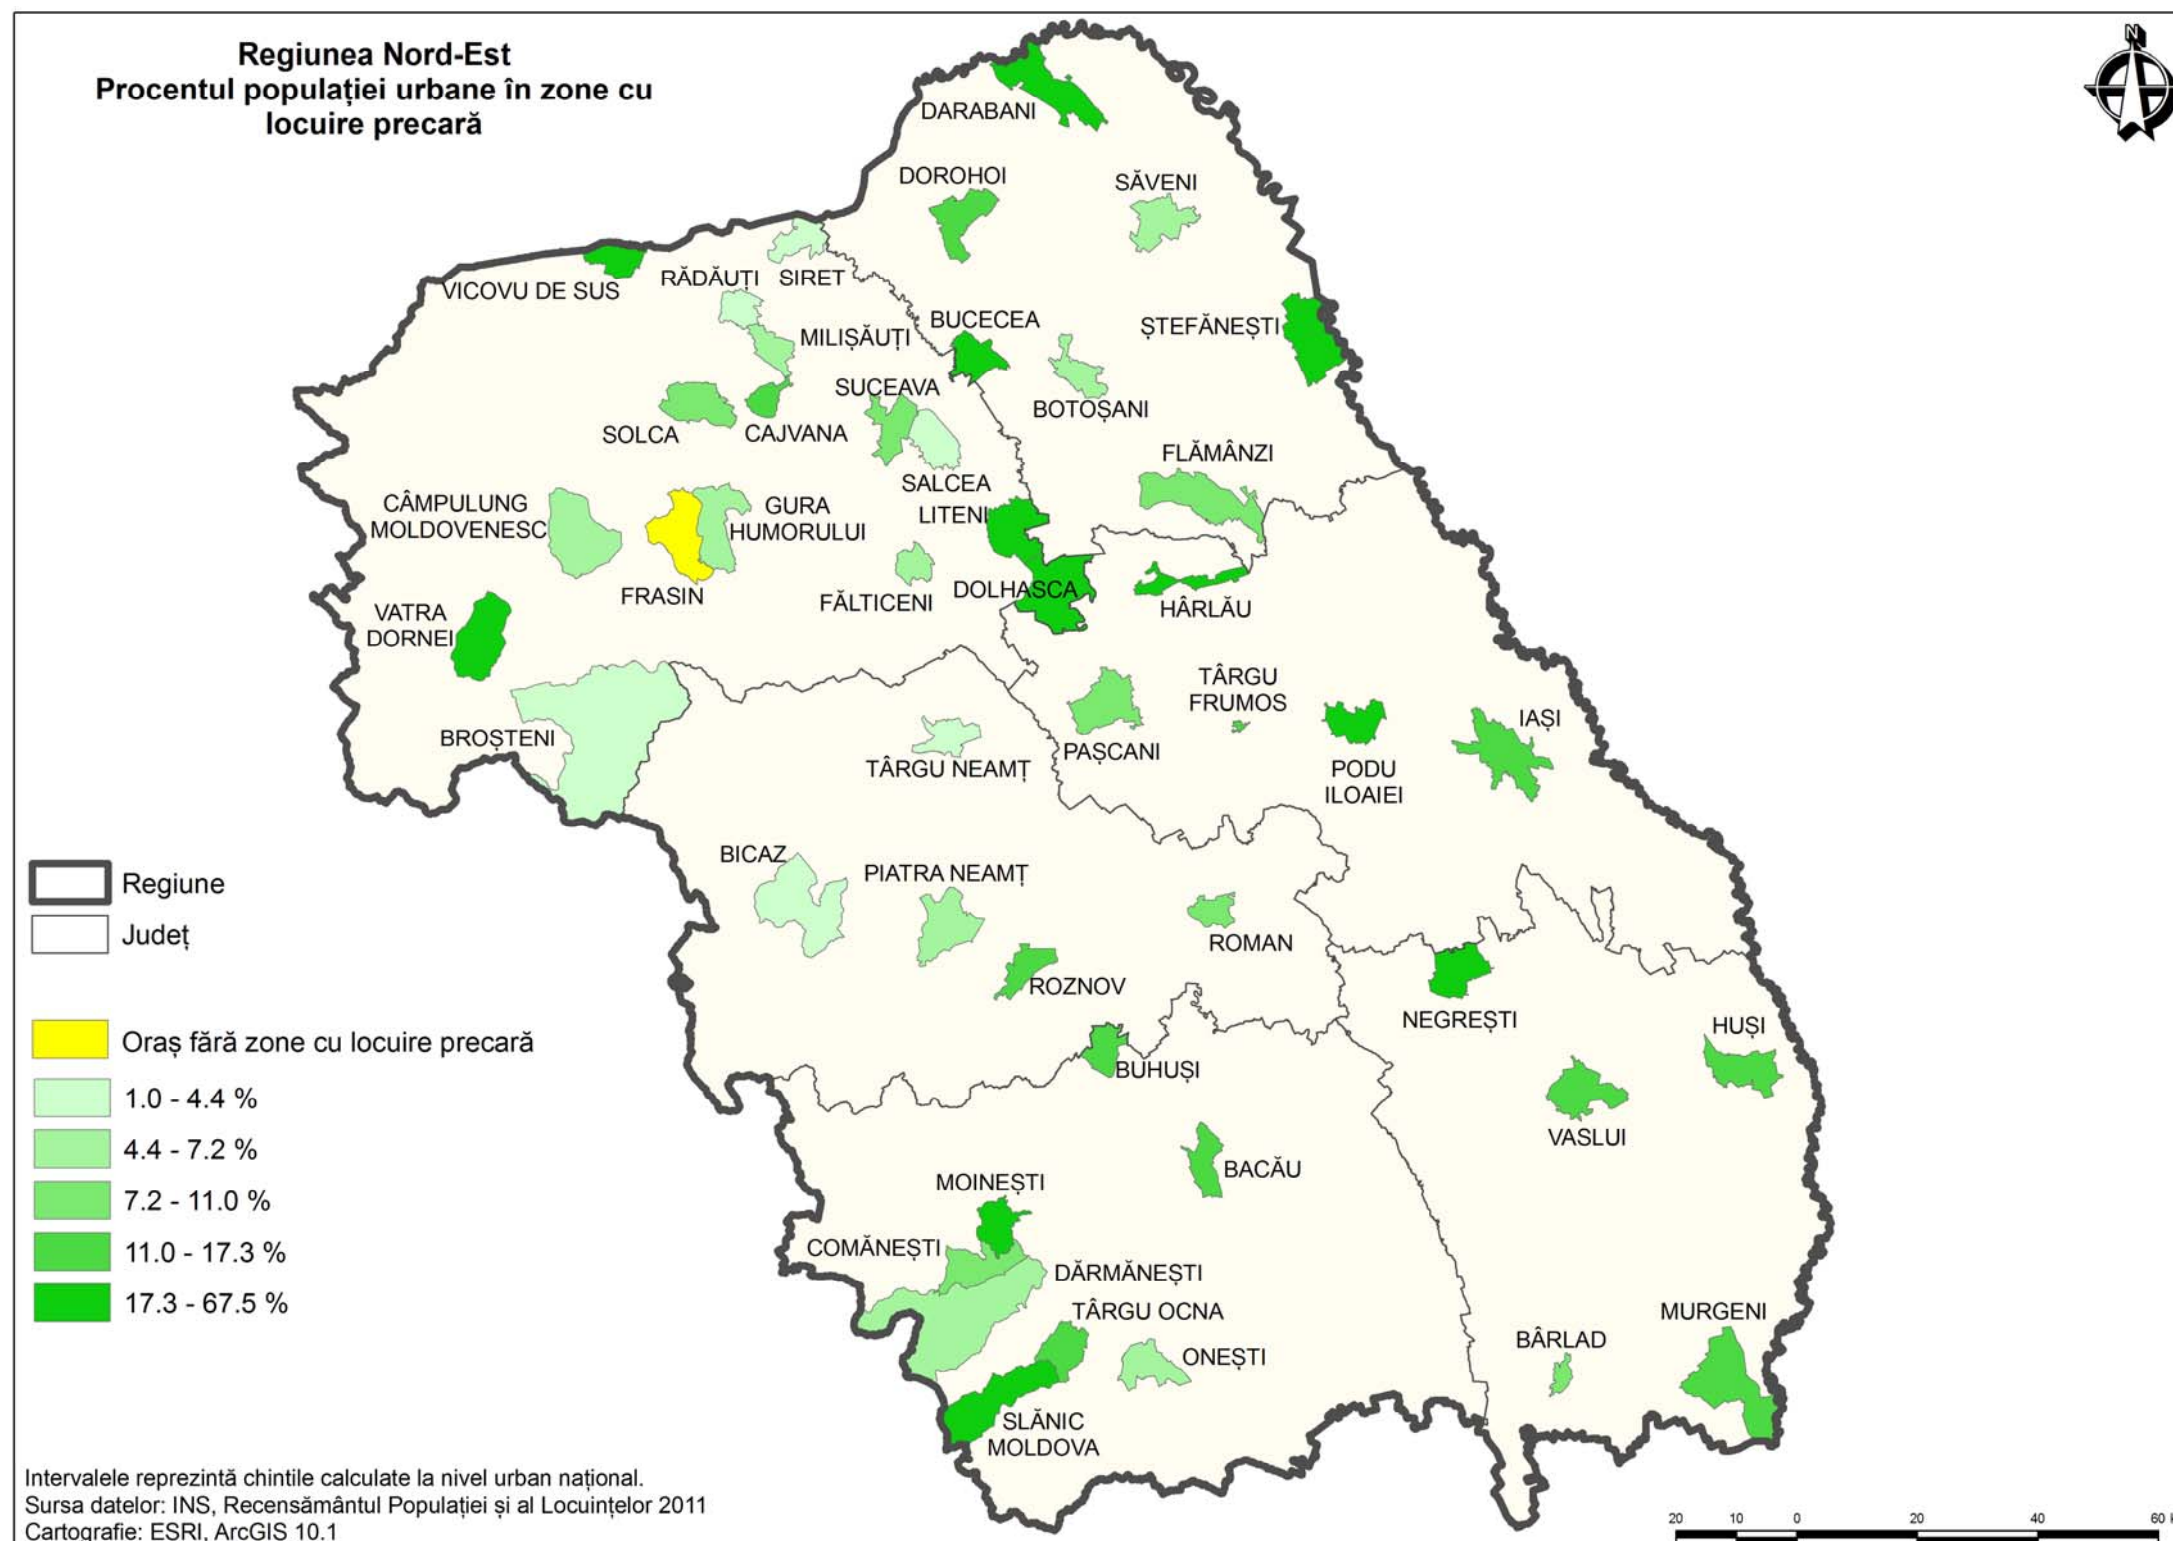 Regiunea Nord-Est
Procentul populației urbane în zone cu
locuire precară
N
DARABANI
DOROHOI
SĂVENI
VICOVU DE SUS
RĂDĂUȚI
SIRET
MILIȘĂUȚI
BUCECEA
ȘTEFĂNEȘTI
SUCEAVA
BOTOȘANI
SOLCA
CAJVANA
FLĂMÂNZI
SALCEA
LITENI
CÂMPULUNG
MOLDOVENESC
GURA
HUMORULUI
FRASIN
FĂLTICENI
DOLHASCA
HÂRLĂU
VATRA
DORNEI
TÂRGU
FRUMOS
IAȘI
BROȘTENI
TÂRGU NEAMȚ
PAȘCANI
PODU
ILOAIEI
BICAZ
PIATRA NEAMȚ
ROMAN
ROZNOV
NEGREȘTI
HUȘI
BUHUȘI
VASLUI
BACĂU
MOINEȘTI
COMĂNEȘTI
DĂRMĂNEȘTI
TÂRGU OCNA
ONEȘTI
BÂRLAD
MURGENI
SLĂNIC
MOLDOVA
Regiune
Județ
Oraș fără zone cu locuire precară
1.0 - 4.4 %
4.4 - 7.2 %
7.2 - 11.0 %
11.0 - 17.3 %
17.3 - 67.5 %
Intervalele reprezintă chintile calculate la nivel urban național.
Sursa datelor: INS, Recensământul Populației și al Locuințelor 2011
Cartografie: ESRI, ArcGIS 10.1
20 10 0 20 40 60